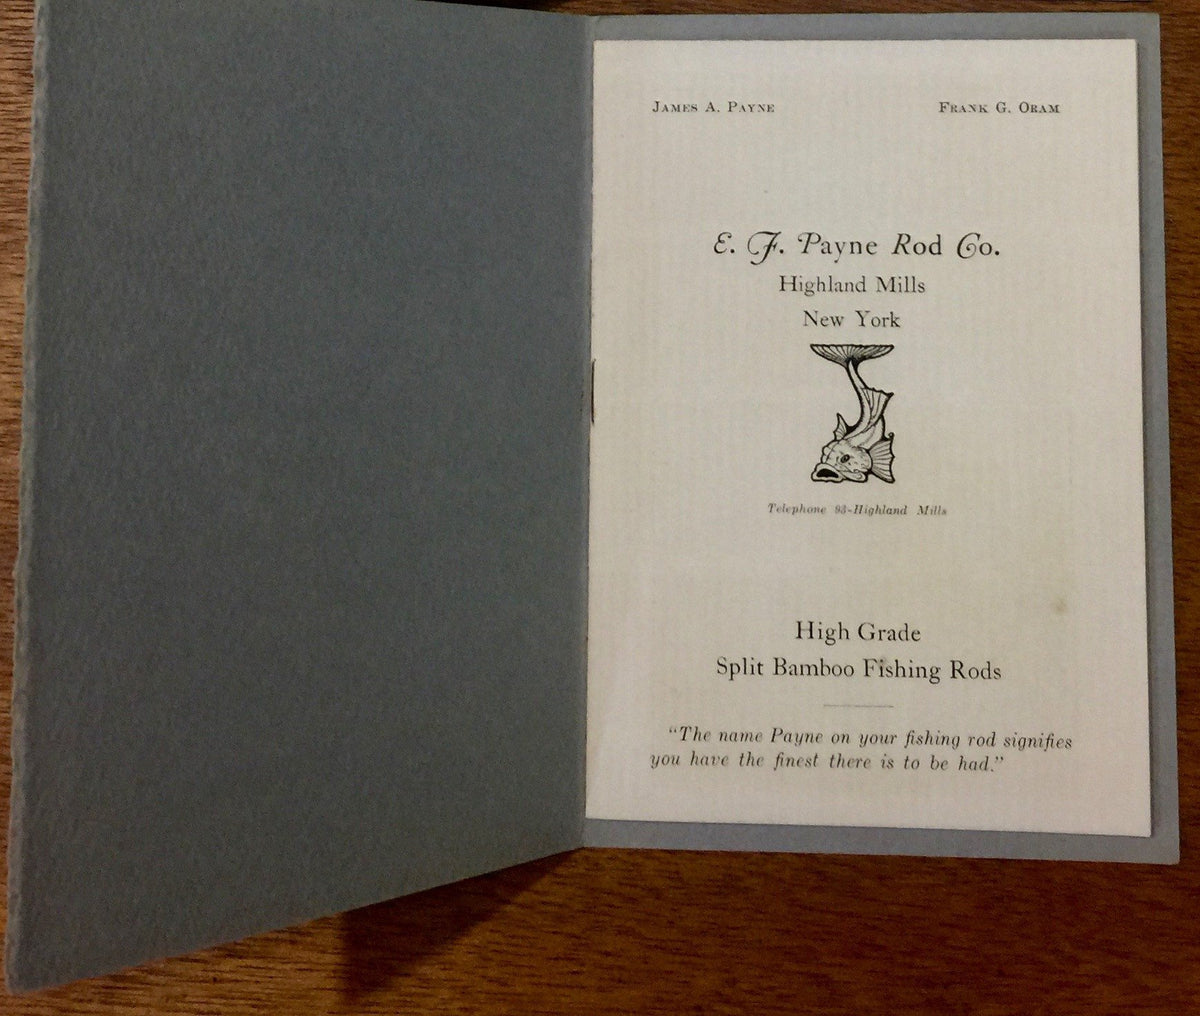 James A. Payne
Frank G. Oram
E. F. Payne Rod Co.
Highland Mills
New York
Telephone 93-Highland Mills
High Grade
Split Bamboo Fishing Rods
“The name Payne on your fishing rod signifies
you have the finest there is to be had.”